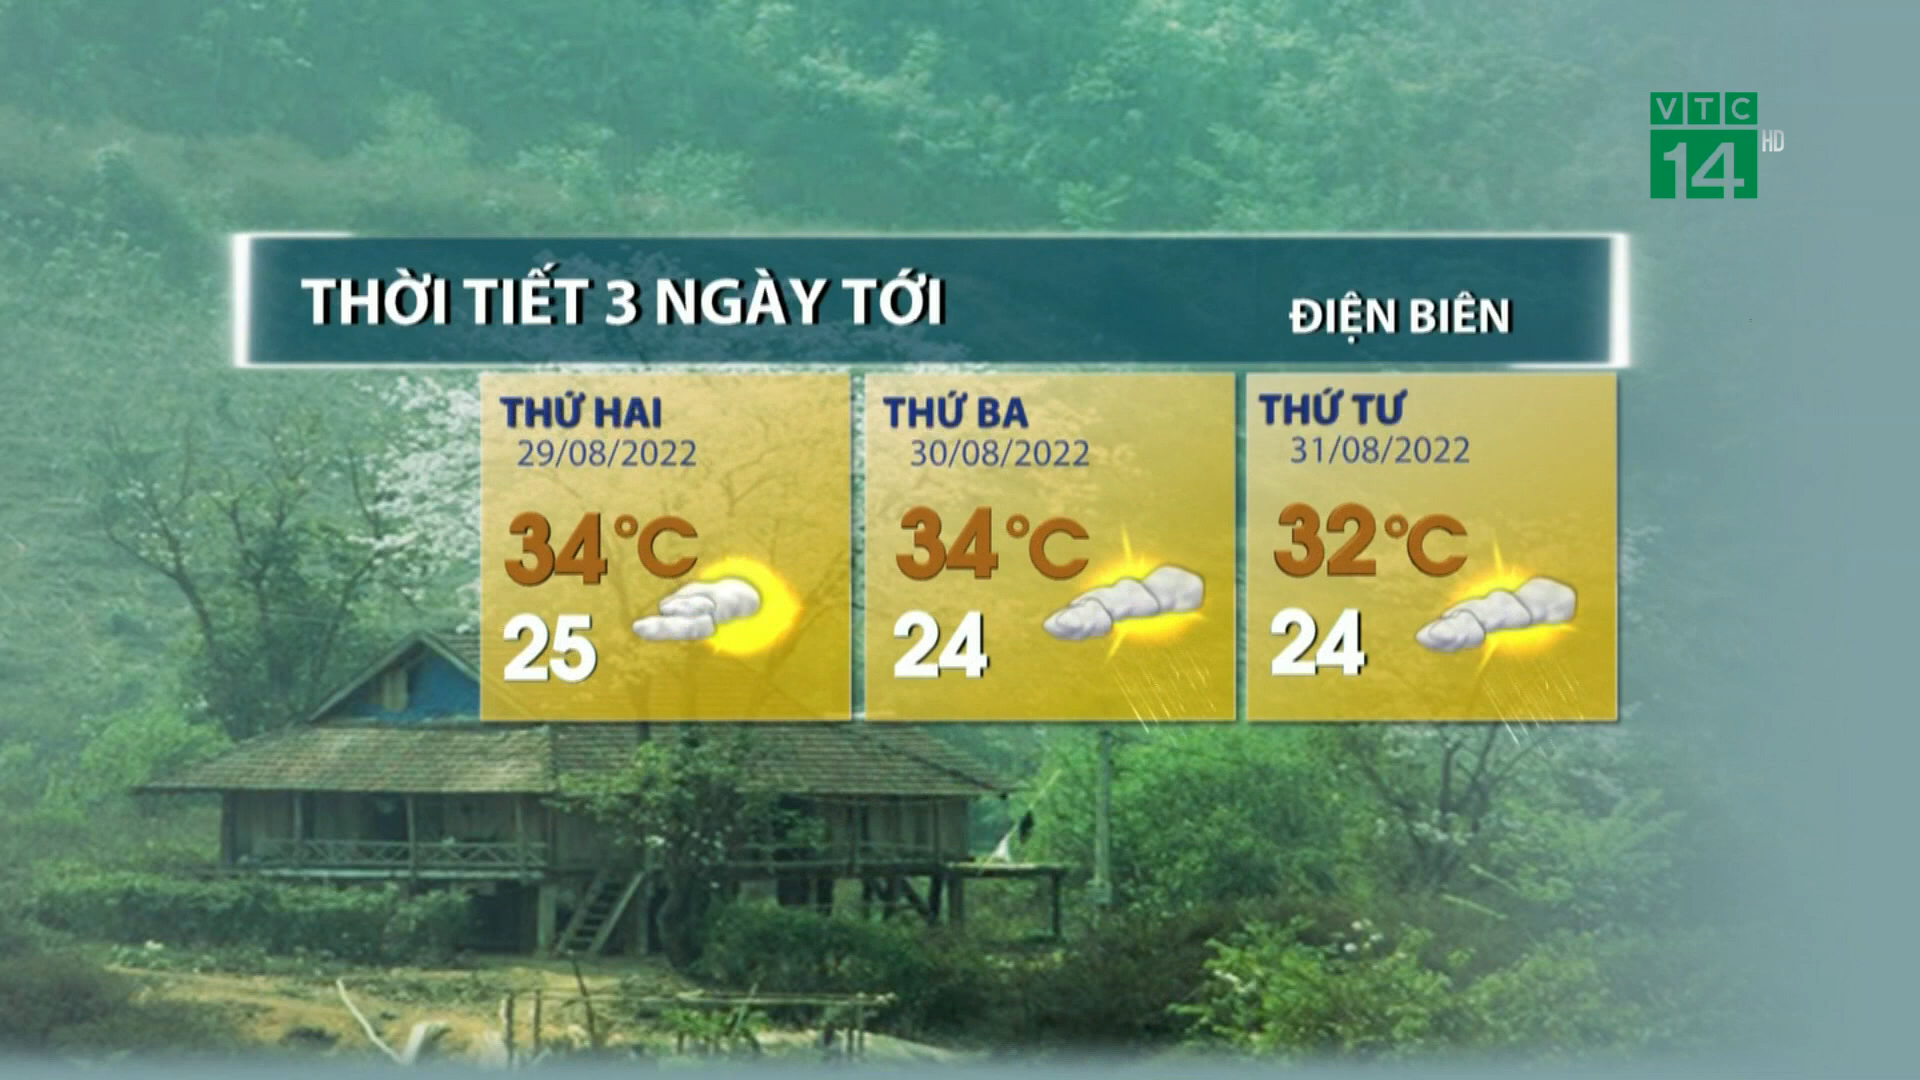 VTC
14 HD
THỜI TIẾT 3 NGÀY TỚI
ĐIỆN BIÊN
THỨ HAI
29/08/2022
34°C
25
THỨ BA
30/08/2022
34°C
24
THỨ TƯ
31/08/2022
32°C
24